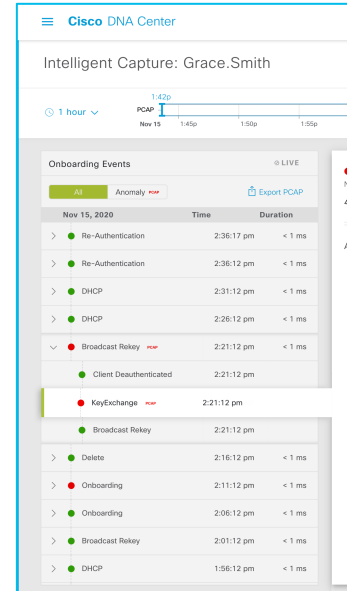 Cisco DNA Center
Intelligent Capture: Grace.Smith
1:42p
1 hour
PCAP
Nov 15 1:45p 1:50p 1:55p
Onboarding Events LIVE
All Anomaly PCAP Export PCAP
Nov 15, 2020 Time Duration
Re-Authentication 2:36:17 pm < 1 ms
Re-Authentication 2:36:12 pm < 1 ms
DHCP 2:31:12 pm < 1 ms
DHCP 2:26:12 pm < 1 ms
Broadcast Rekey PCAP 2:21:12 pm < 1 ms
Client Deauthenticated 2:21:12 pm
KeyExchange PCAP 2:21:12 pm
Broadcast Rekey 2:21:12 pm
Delete 2:16:12 pm < 1 ms
Onboarding 2:11:12 pm < 1 ms
Onboarding 2:06:12 pm < 1 ms
Broadcast Rekey 2:01:12 pm < 1 ms
DHCP 1:56:12 pm < 1 ms